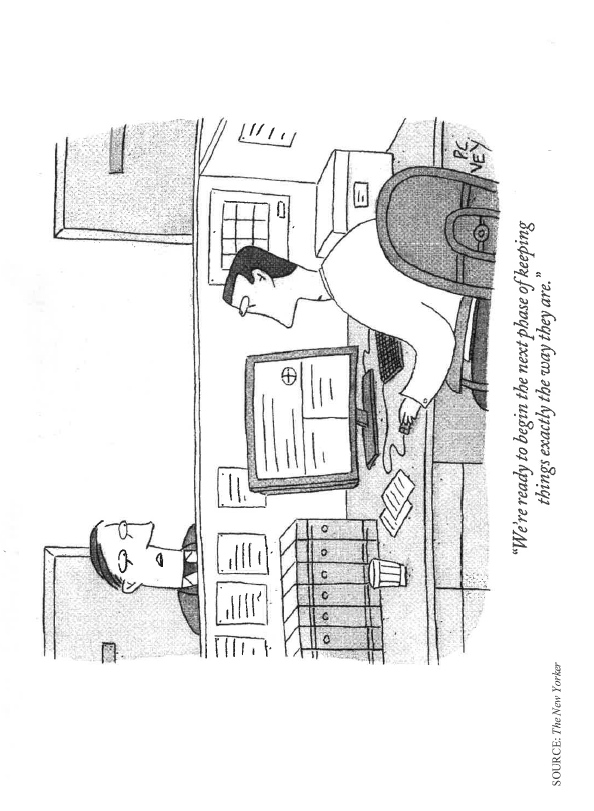 P.C.
VEY
“We're ready to begin the next phase of keeping
things exactly the way they are.”
SOURCE: The New Yorker